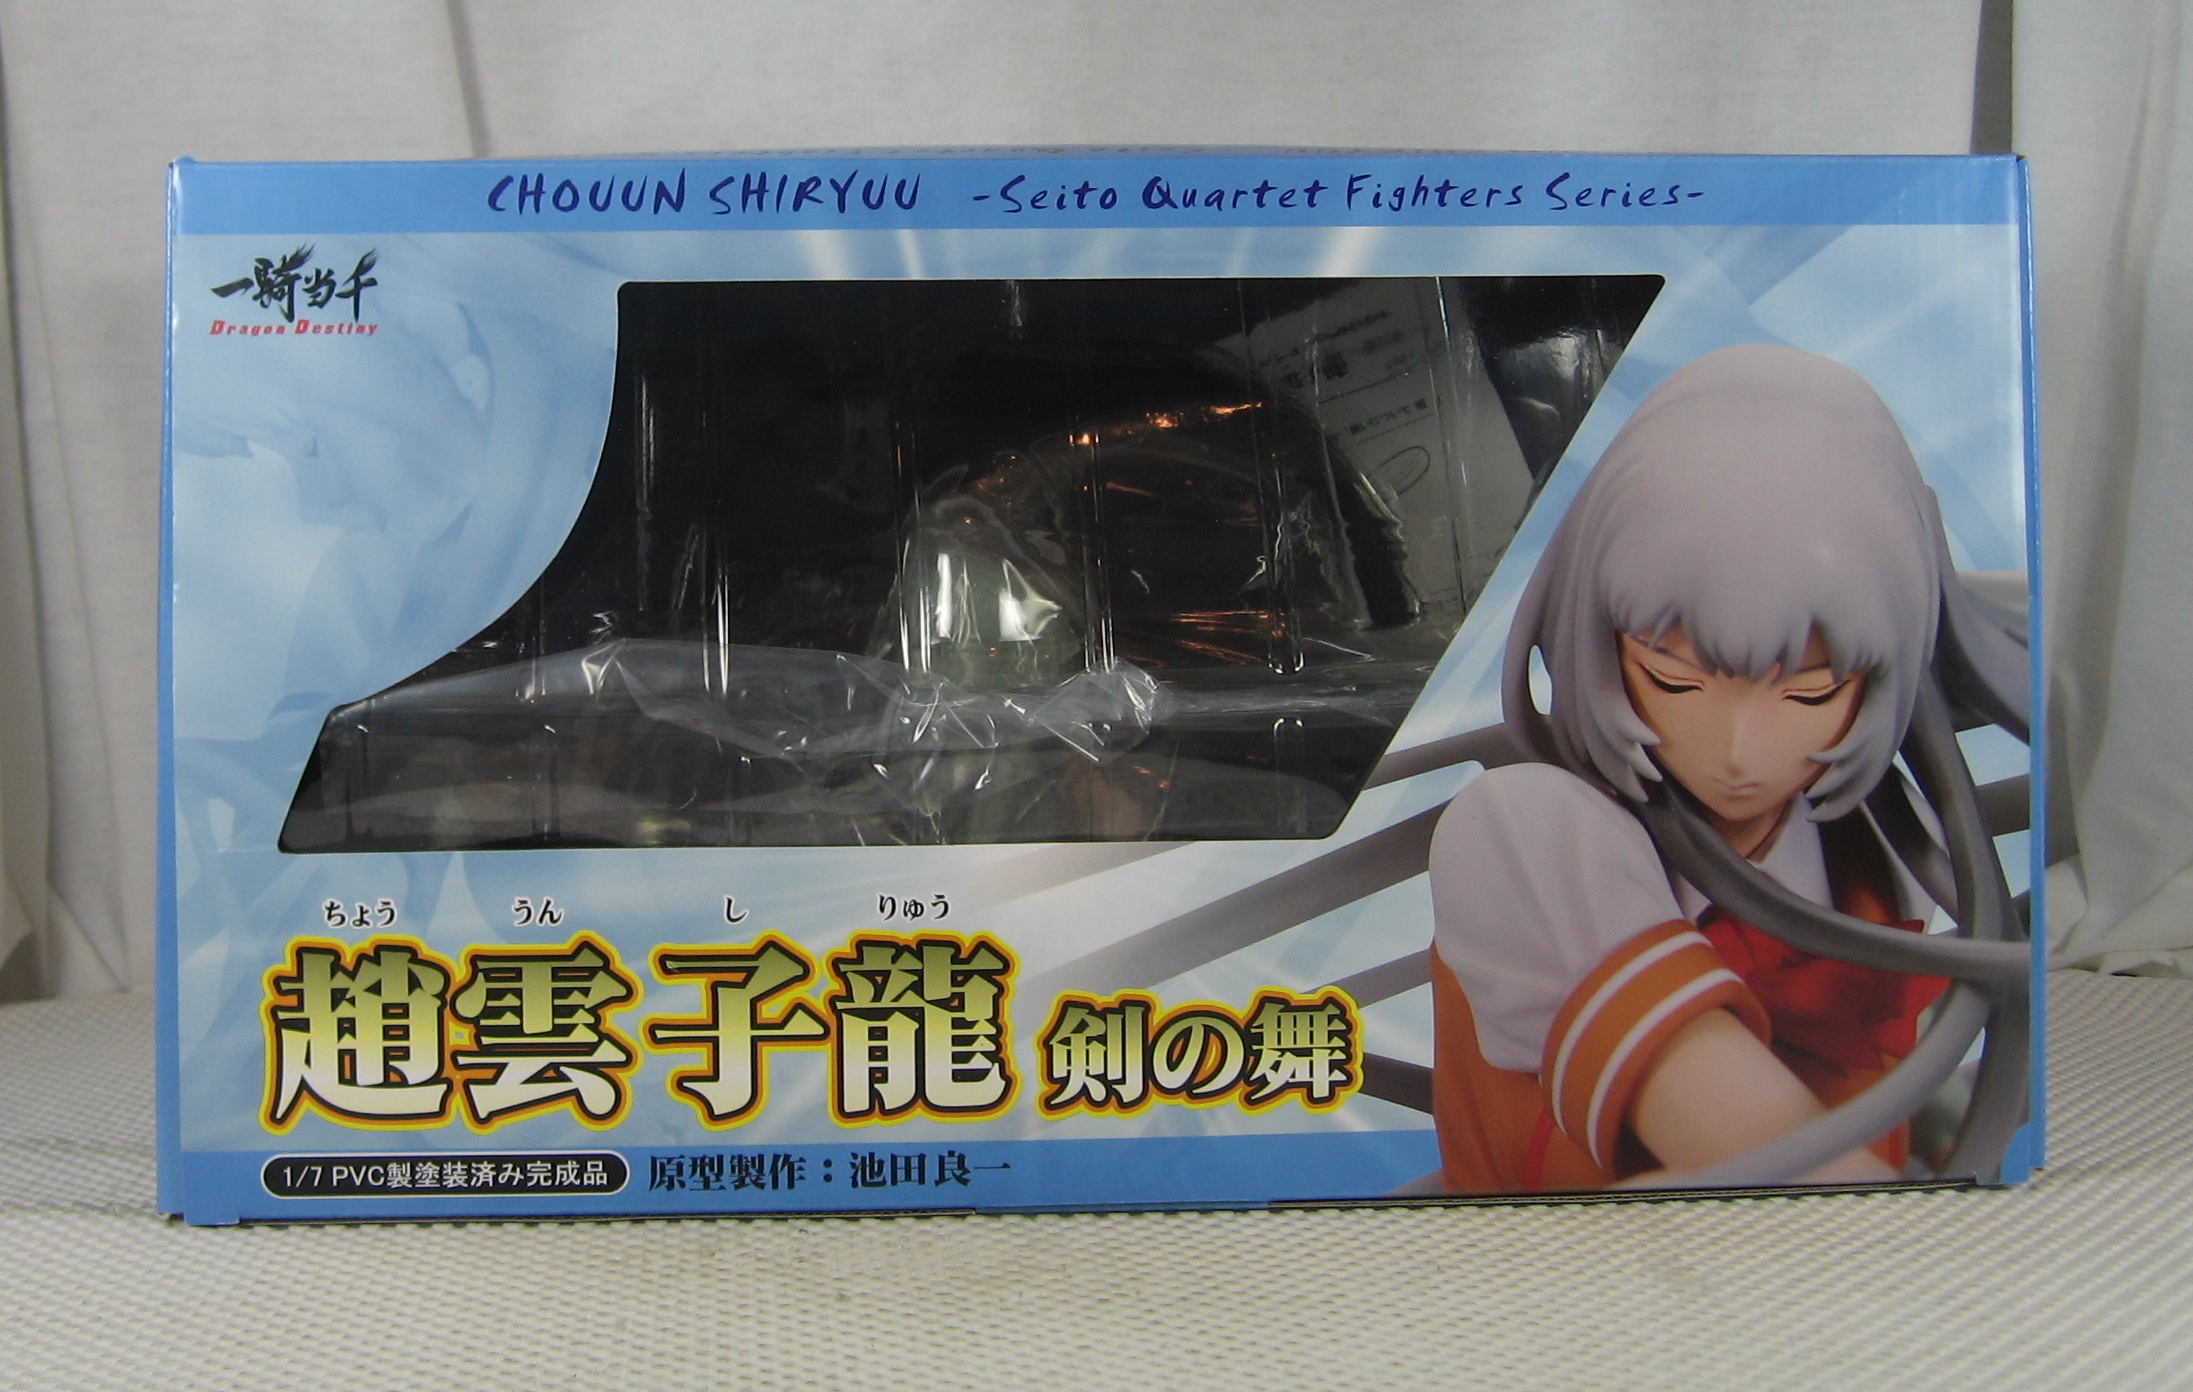 CHOUUN SHIRYUU -Seito Quartet Fighters Series-
一騎当千
Dragon Destiny
ちょう うん し りゅう
趙雲子龍 剣の舞
1/7 PVC製塗装済み完成品 原型製作：池田良一